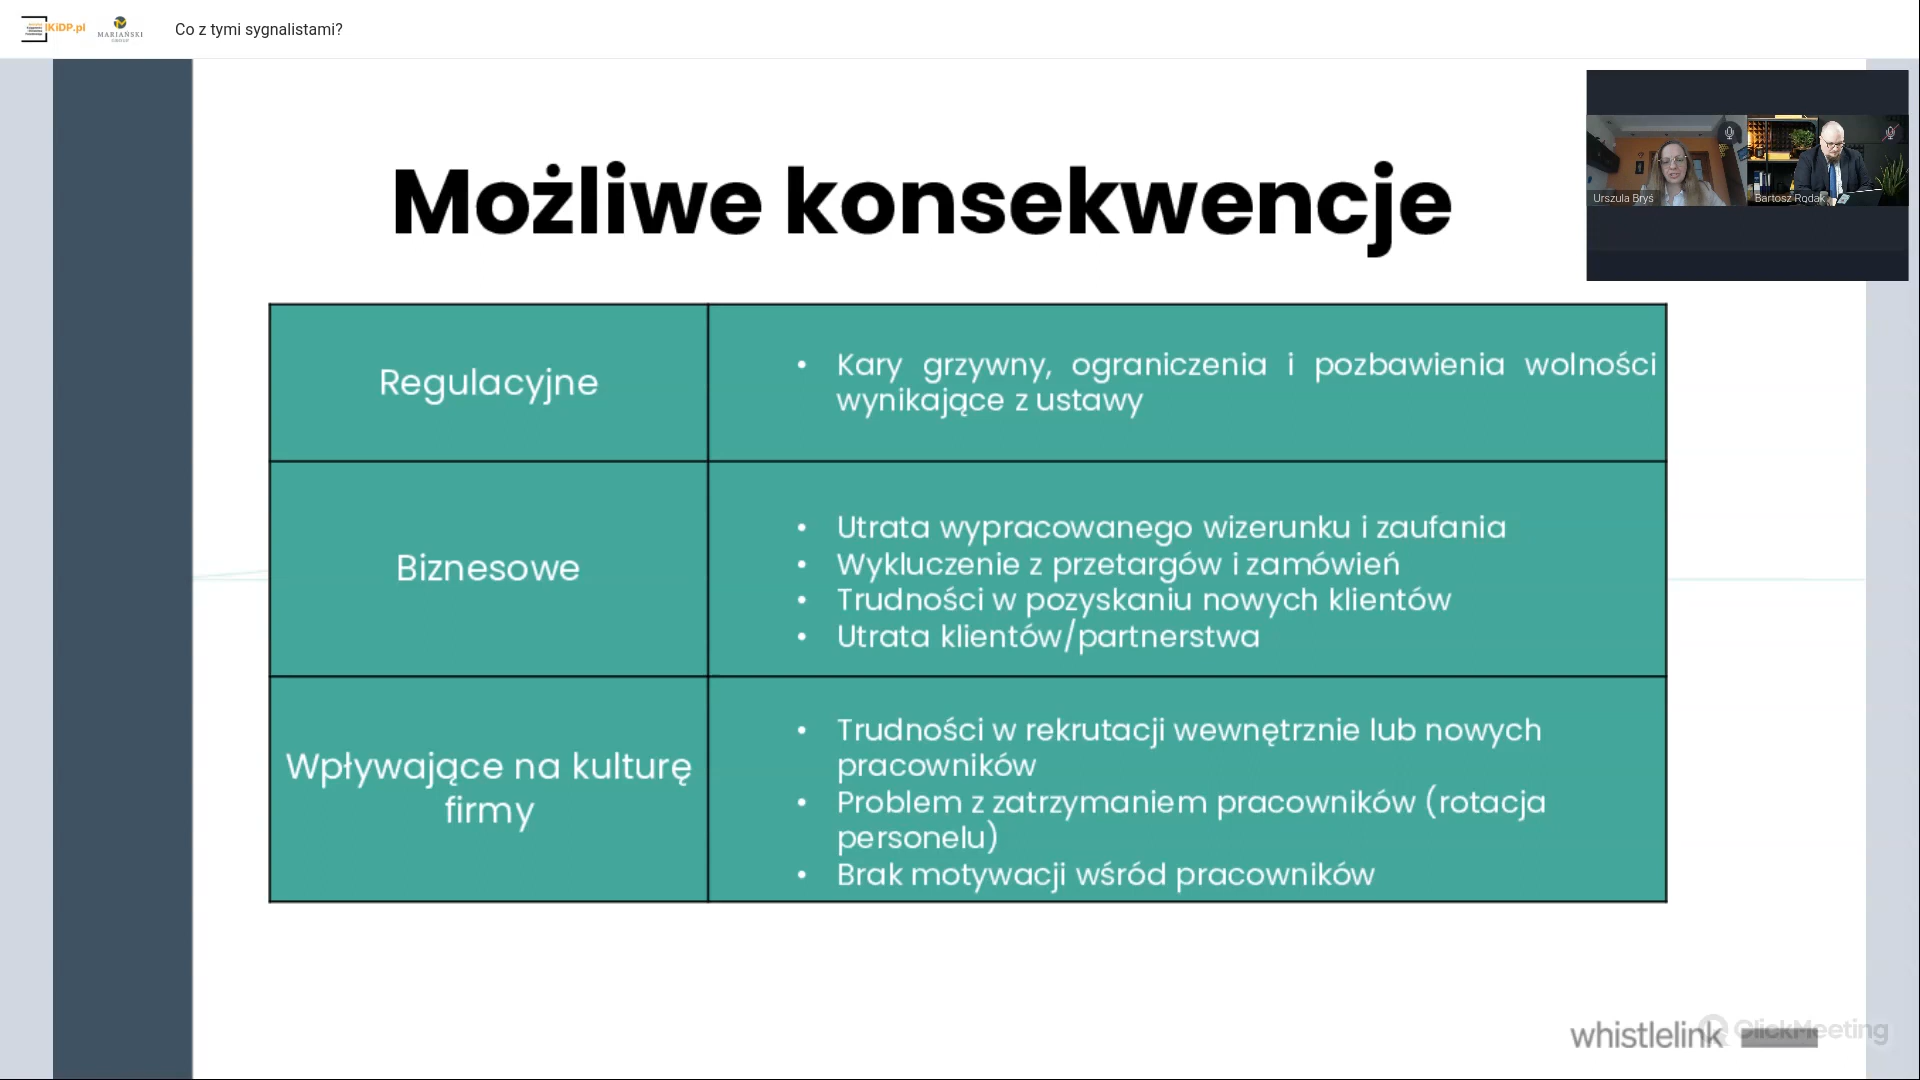 IKiDP.pl
MARIAŃSKI
GROUP
Co z tymi sygnalistami?
Urszula Bryś
Bartosz Rodak
Możliwe konsekwencje
Regulacyjne
• Kary grzywny, ograniczenia i pozbawienia wolności
wynikające z ustawy
Biznesowe
• Utrata wypracowanego wizerunku i zaufania
• Wykluczenie z przetargów i zamówień
• Trudności w pozyskaniu nowych klientów
• Utrata klientów/partnerstwa
Wpływające na kulturę
firmy
• Trudności w rekrutacji wewnętrznie lub nowych
pracowników
• Problem z zatrzymaniem pracowników (rotacja
personelu)
• Brak motywacji wśród pracowników
whistlelink
ClickMeeting